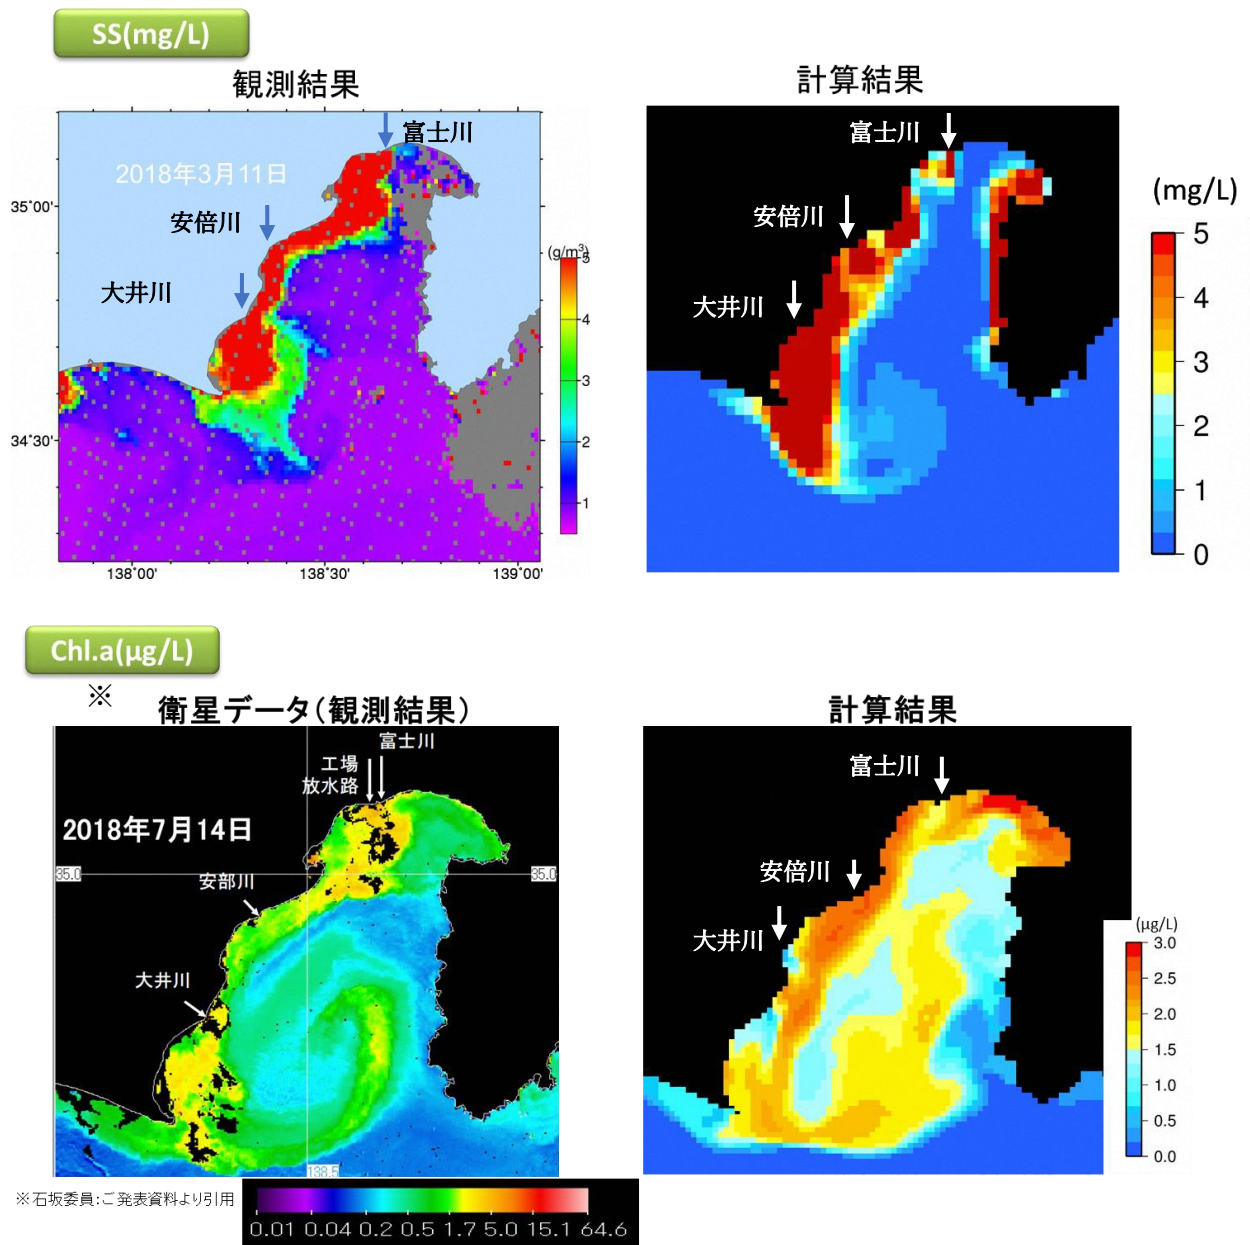 SS(mg/L)
観測結果
計算結果
富士川
2018年3月11日
安倍川
大井川
35°00'
34°30'
138°00'
138°30'
139°00'
(g/m³)
5
4
3
2
1
富士川
安倍川
大井川
(mg/L)
5
4
3
2
1
0
Chl.a(μg/L)
※
衛星データ(観測結果)
計算結果
富士川
工場
放水路
2018年7月14日
35.0
35.0
安部川
大井川
138.5
※石坂委員:ご発表資料より引用
0.01 0.04 0.2 0.5 1.7 5.0 15.1 64.6
富士川
安倍川
大井川
(μg/L)
3.0
2.5
2.0
1.5
1.0
0.5
0.0